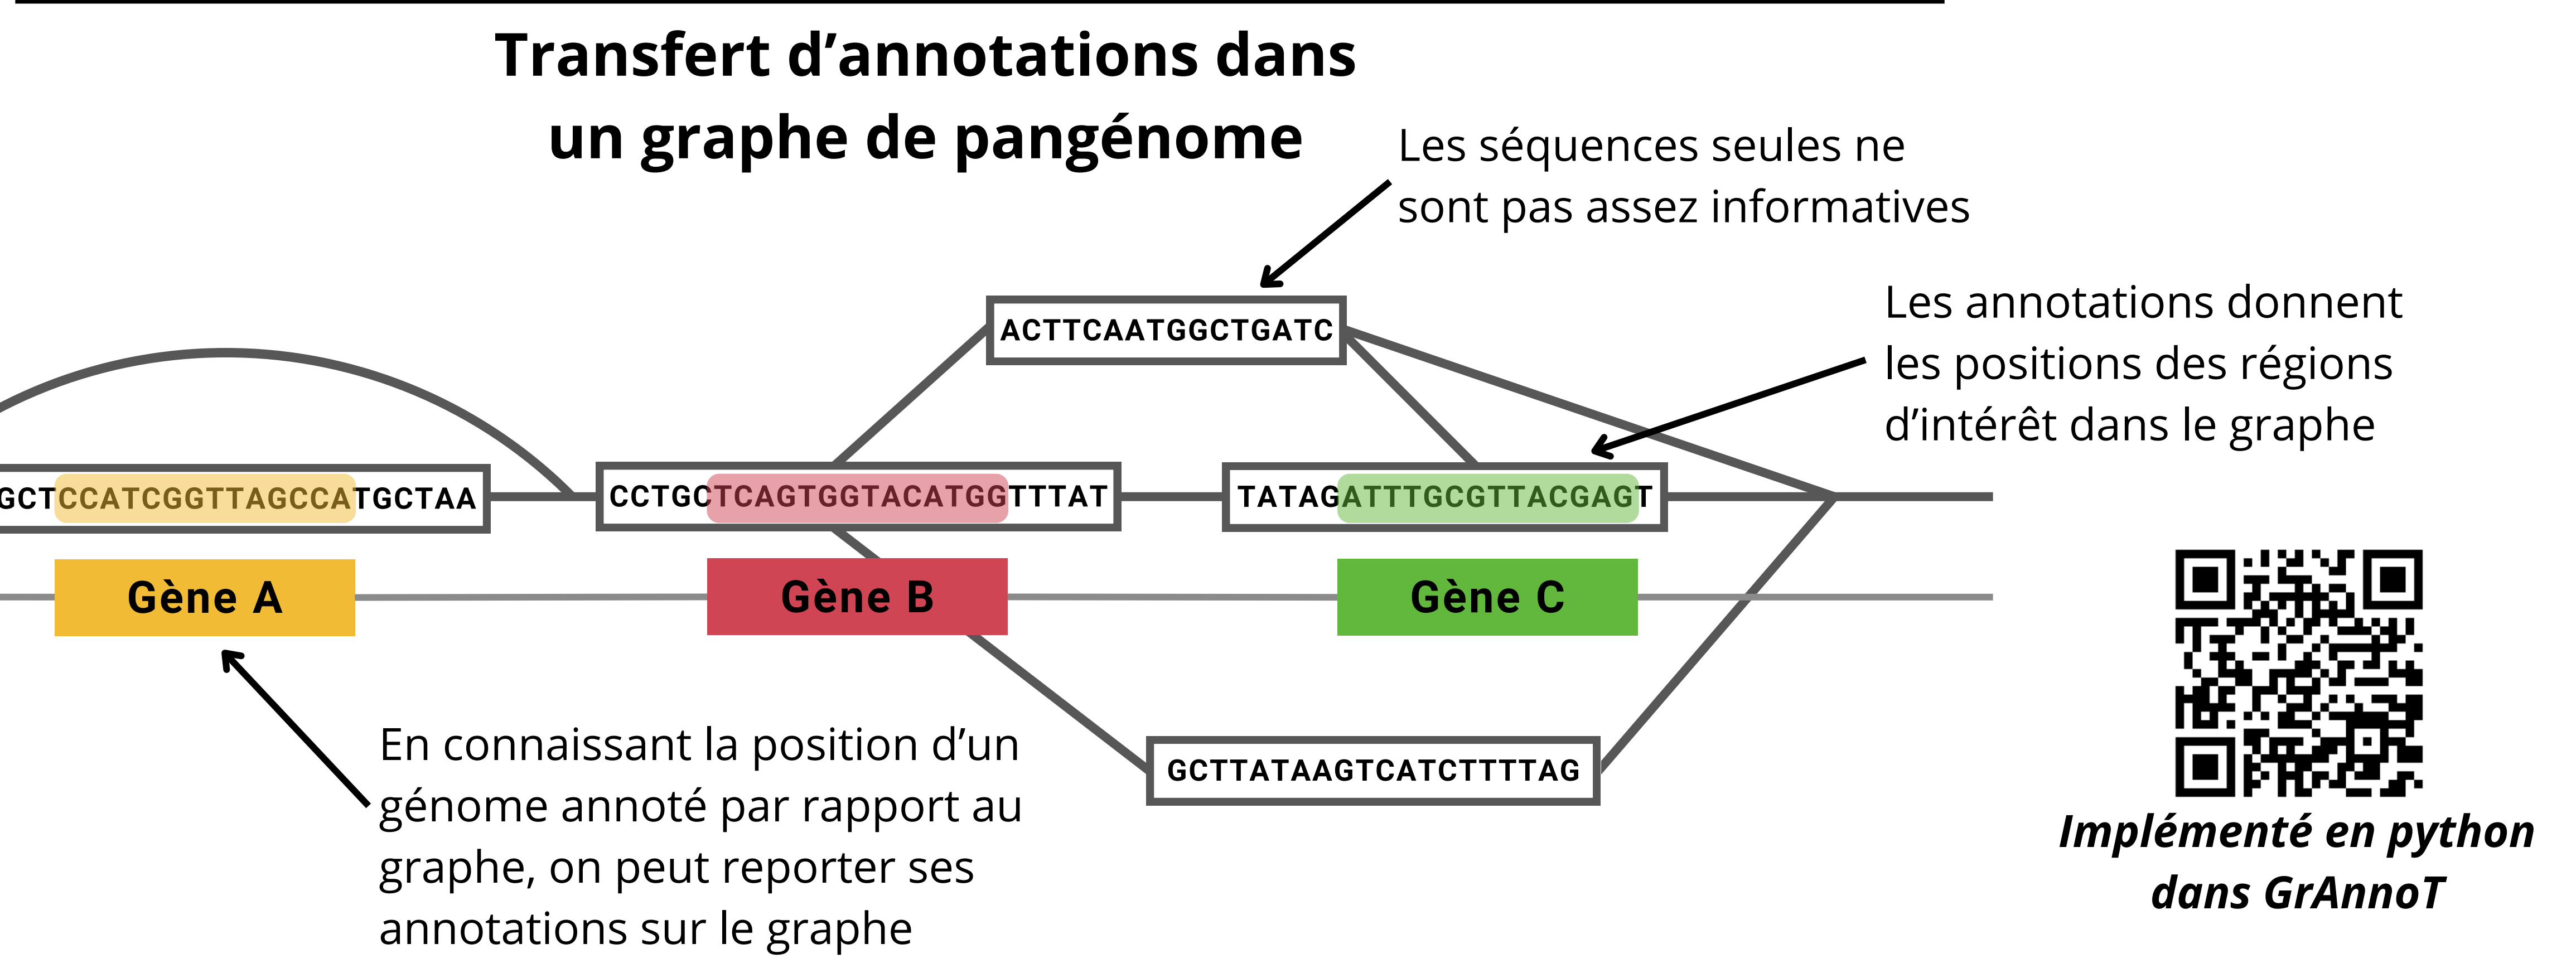 Transfert d’annotations dans
un graphe de pangénome
Les séquences seules ne
sont pas assez informatives
Les annotations donnent
les positions des régions
d’intérêt dans le graphe
ACTTCAATGGCTGATC
GCTCCATCGGTTAGCCATGCTAA
CCTGCTCAGTGGTACATGGTTTAT
TATAGATTTGCGTTACGAGT
Gène A
Gène B
Gène C
GCTTATAAGTCATCTTTTAG
En connaissant la position d’un
génome annoté par rapport au
graphe, on peut reporter ses
annotations sur le graphe
Implémenté en python
dans GrAnnoT